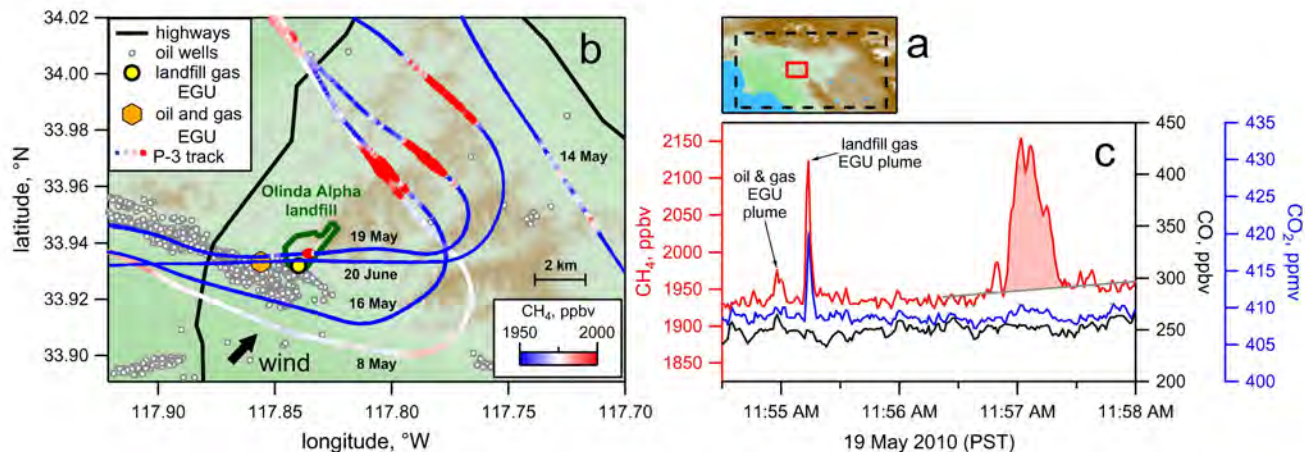 34.02
34.00
33.98
33.96
33.94
33.92
33.90
latitude, °N
highways
oil wells
landfill gas
EGU
oil and gas
EGU
P-3 track
b
14 May
Olinda Alpha
landfill
19 May
20 June
16 May
8 May
2 km
wind
CH₄, ppbv
1950
2000
117.90
117.85
117.80
117.75
117.70
longitude, °W
a
c
2150
2100
2050
2000
1950
1900
1850
CH₄, ppbv
oil & gas
EGU
plume
landfill gas
EGU plume
450
400
350
300
250
200
CO, ppbv
435
430
425
420
415
410
405
400
CO₂, ppmv
11:55 AM
11:56 AM
11:57 AM
11:58 AM
19 May 2010 (PST)